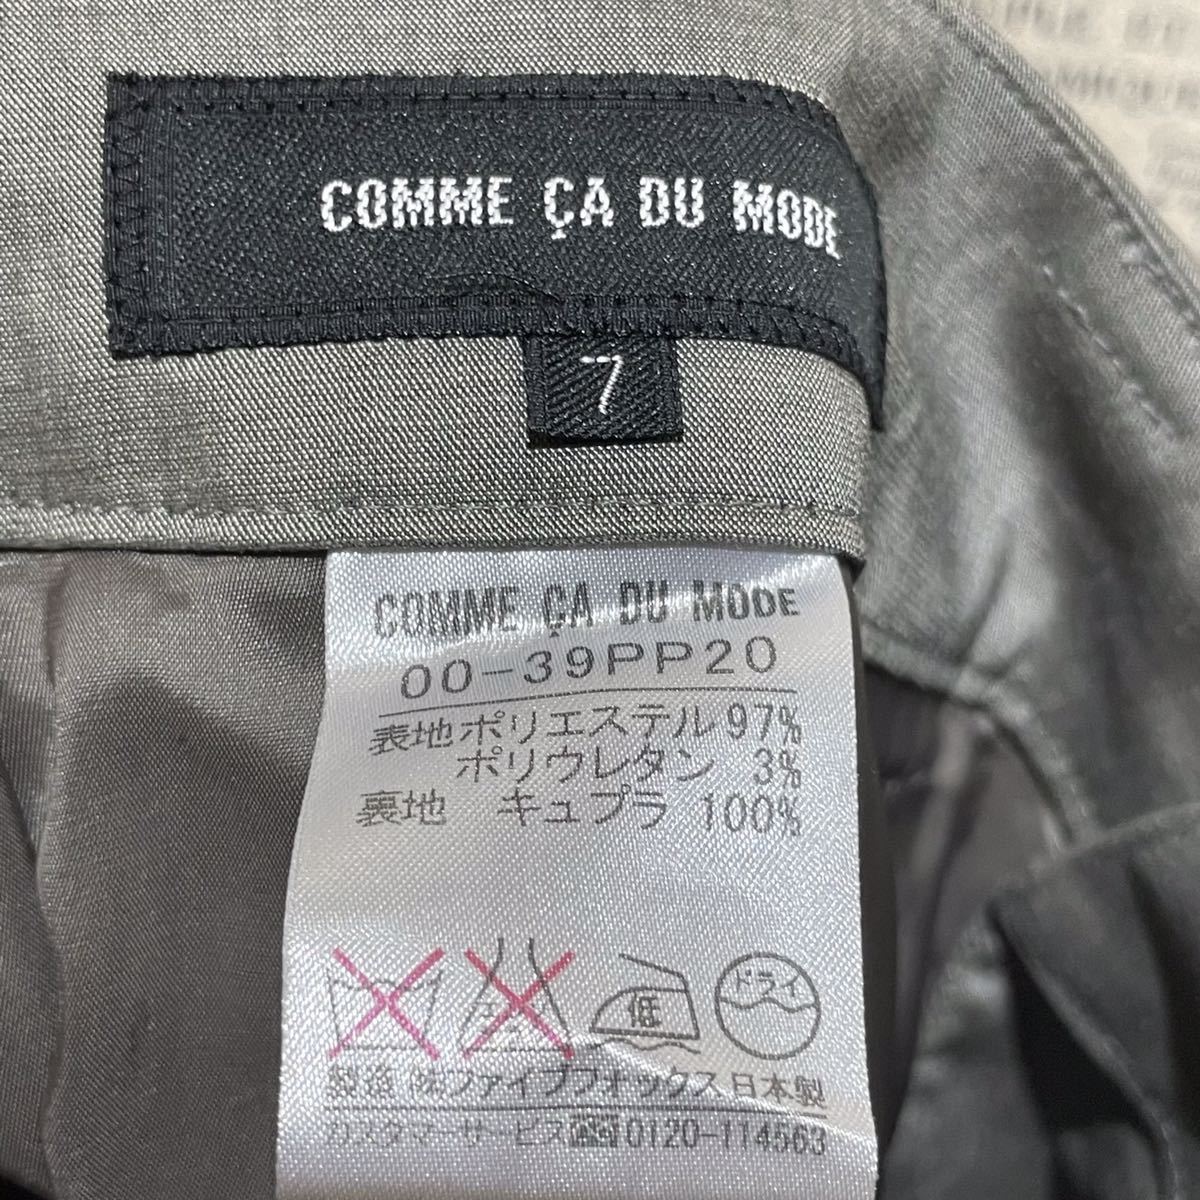 COMME ÇA DU MODE
7
COMME ÇA DU MODE
00-39PP20
表地ポリエステル97%
ポリウレタン 3%
裏地 キュプラ 100%
低
ドライ
製造 ㈱ファイブフォックス 日本製
カスタマーサービス 0120-114563